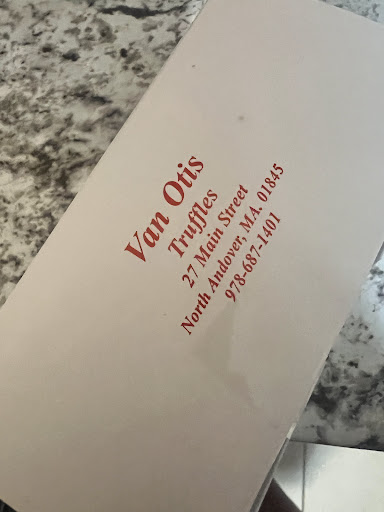 Van Otis
Truffles
27 Main Street
North Andover, MA. 01845
978-687-1401